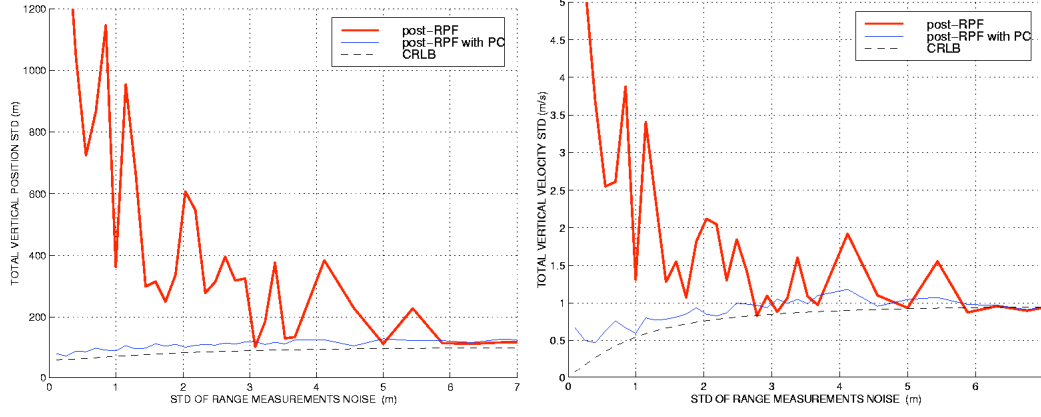 1200
1000
800
600
400
200
0
TOTAL VERTICAL POSITION STD (m)
post-RPF
post-RPF with PC
CRLB
0 1 2 3 4 5 6 7
STD OF RANGE MEASUREMENTS NOISE (m)
5
4.5
4
3.5
3
2.5
2
1.5
1
0.5
0
TOTAL VERTICAL VELOCITY STD (m/s)
post-RPF
post-RPF with PC
CRLB
0 1 2 3 4 5 6
STD OF RANGE MEASUREMENTS NOISE (m)